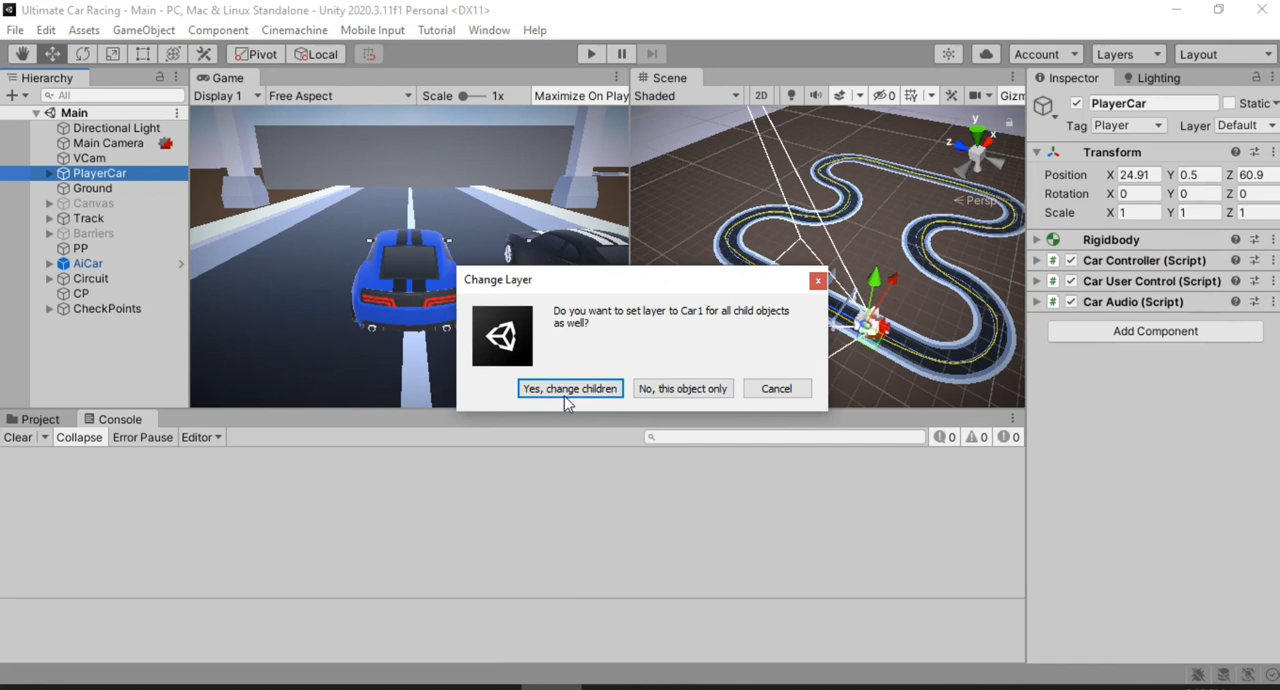 Ultimate Car Racing - Main - PC, Mac & Linux Standalone - Unity 2020.3.11f1 Personal <DX11>
File Edit Assets GameObject Component Cinemachine Mobile Input Tutorial Window Help
Pivot Local Account Layers Layout
Hierarchy Game Scene Inspector Lighting
All Display 1 Free Aspect Scale 1x Maximize On Play Shaded 2D 0 Gizm
PlayerCar Static
Tag Player Layer Default
Main
Directional Light
Main Camera
VCam
PlayerCar
Ground
Canvas
Track
Barriers
PP
AiCar
Circuit
CP
CheckPoints
y
x
z
Persp
Transform
Position X 24.91 Y 0.5 Z 60.9
Rotation X 0 Y 0 Z 0
Scale X 1 Y 1 Z 1
Rigidbody
# Car Controller (Script)
# Car User Control (Script)
# Car Audio (Script)
Add Component
Change Layer
x
Do you want to set layer to Car1 for all child objects
as well?
Yes, change children No, this object only Cancel
Project Console
Clear Collapse Error Pause Editor 0 0 0